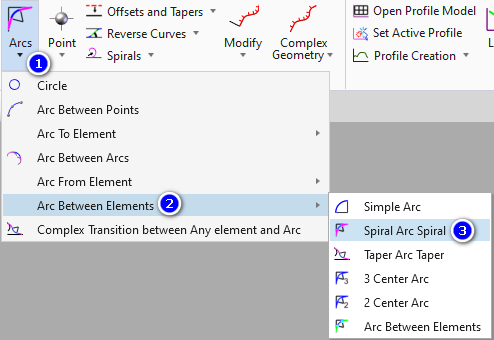 Arcs
1
Point
Offsets and Tapers
Reverse Curves
Spirals
Modify
Complex
Geometry
Open Profile Model
Set Active Profile
Profile Creation
Circle
Arc Between Points
Arc To Element
Arc Between Arcs
Arc From Element
Arc Between Elements 2
Complex Transition between Any element and Arc
Simple Arc
Spiral Arc Spiral 3
Taper Arc Taper
3 Center Arc
2 Center Arc
Arc Between Elements